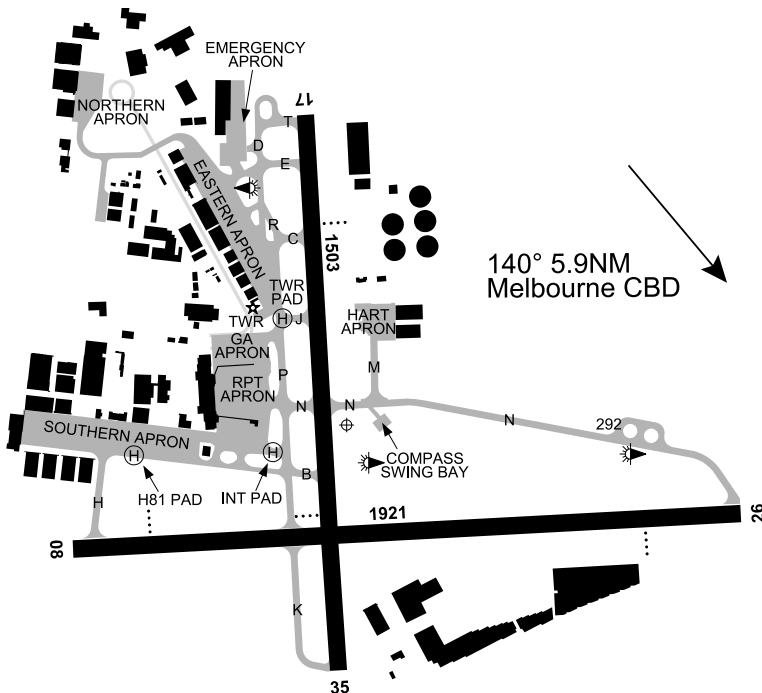 EMERGENCY
APRON
NORTHERN
APRON
17
T
D
E
EASTERN APRON
R
C
1503
140° 5.9NM
Melbourne CBD
TWR
PAD
H
J
TWR
HART
APRON
GA
APRON
M
P
RPT
APRON
N
N
N
292
SOUTHERN APRON
H
H
COMPASS
SWING BAY
B
H
H81 PAD
INT PAD
1921
26
08
K
35